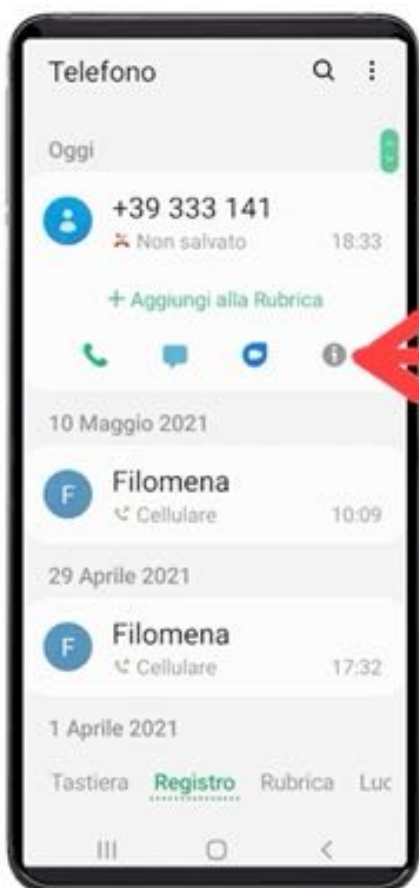 Telefono
Oggi
+39 333 141
Non salvato 18:33
+ Aggiungi alla Rubrica
10 Maggio 2021
F Filomena
Cellulare 10:09
29 Aprile 2021
F Filomena
Cellulare 17:32
1 Aprile 2021
Tastiera Registro Rubrica Luc